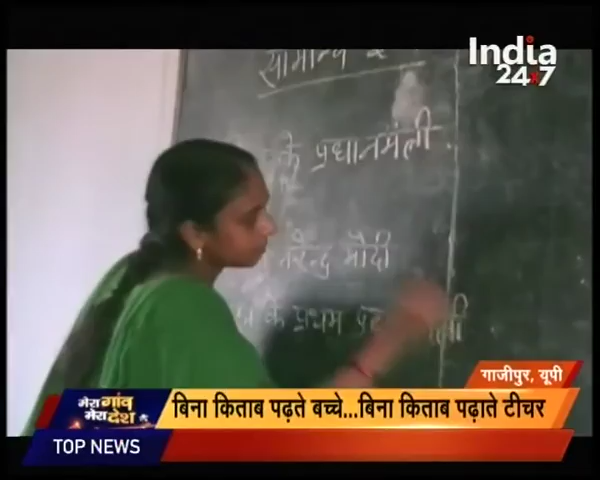 India
24x7
सामान्य
के प्रधानमंत्री
नरेन्द्र मोदी
के प्रथम
गाजीपुर, यूपी
मेरा गांव
मेरा देश
बिना किताब पढ़ते बच्चे...बिना किताब पढ़ाते टीचर
TOP NEWS